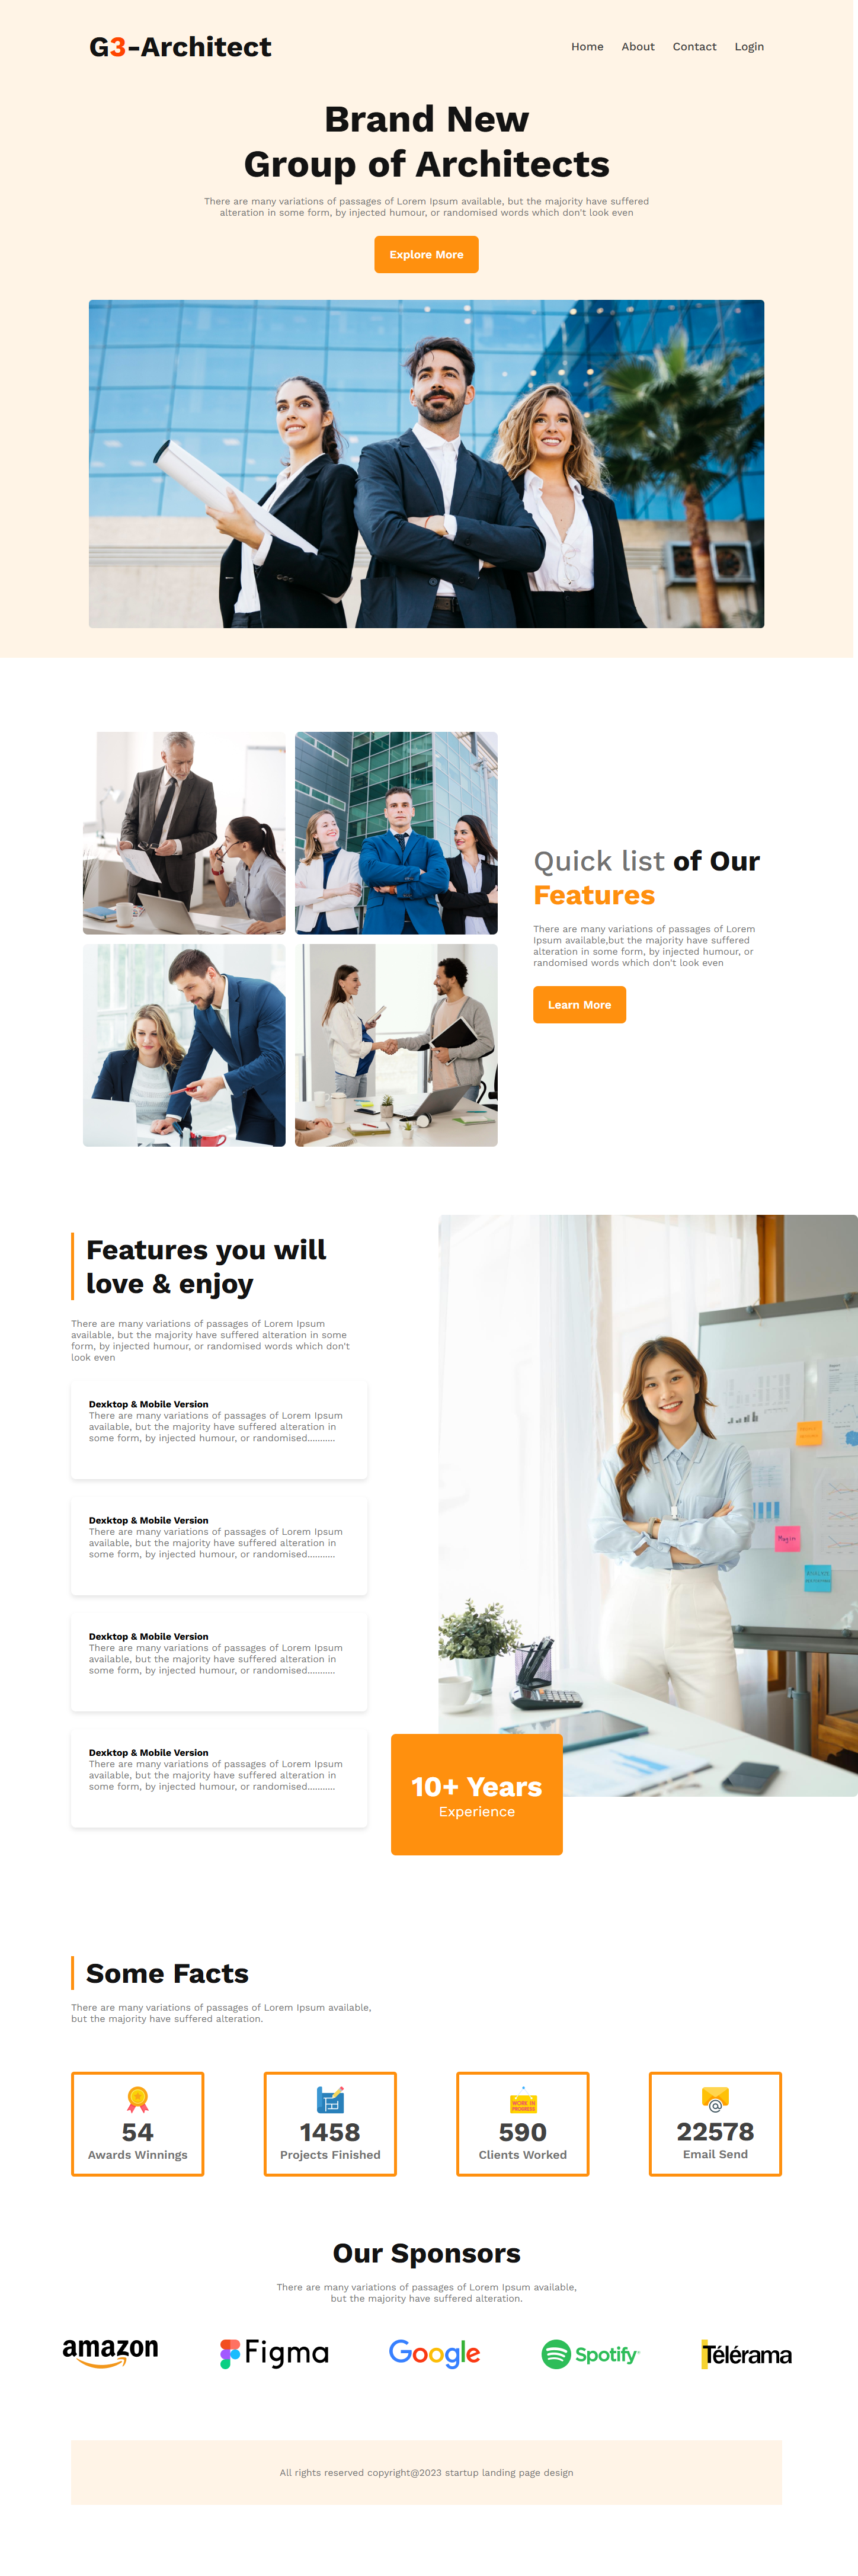 G3-Architect
Home About Contact Login
Brand New
Group of Architects
There are many variations of passages of Lorem Ipsum available, but the majority have suffered
alteration in some form, by injected humour, or randomised words which don't look even
Explore More
Quick list of Our
Features
There are many variations of passages of Lorem
Ipsum available,but the majority have suffered
alteration in some form, by injected humour, or
randomised words which don't look even
Learn More
Features you will
love & enjoy
There are many variations of passages of Lorem Ipsum
available, but the majority have suffered alteration in some
form, by injected humour, or randomised words which don't
look even
Dexktop & Mobile Version
There are many variations of passages of Lorem Ipsum
available, but the majority have suffered alteration in
some form, by injected humour, or randomised...........
Dexktop & Mobile Version
There are many variations of passages of Lorem Ipsum
available, but the majority have suffered alteration in
some form, by injected humour, or randomised...........
Dexktop & Mobile Version
There are many variations of passages of Lorem Ipsum
available, but the majority have suffered alteration in
some form, by injected humour, or randomised...........
Dexktop & Mobile Version
There are many variations of passages of Lorem Ipsum
available, but the majority have suffered alteration in
some form, by injected humour, or randomised...........
10+ Years
Experience
Some Facts
There are many variations of passages of Lorem Ipsum available,
but the majority have suffered alteration.
54
Awards Winnings
1458
Projects Finished
WORK IN
PROGRESS
590
Clients Worked
@
22578
Email Send
Our Sponsors
There are many variations of passages of Lorem Ipsum available,
but the majority have suffered alteration.
amazon Figma Google Spotify Télérama
All rights reserved copyright@2023 startup landing page design